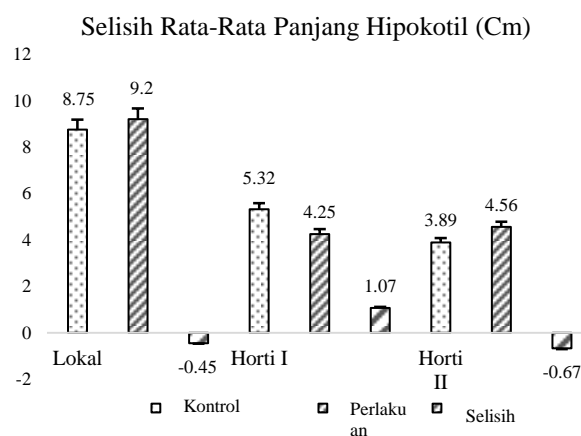 Selisih Rata-Rata Panjang Hipokotil (Cm)
12
10
8
6
4
2
0
-2
8.75
9.2
-0.45
5.32
4.25
1.07
3.89
4.56
-0.67
Lokal
Horti I
Horti
II
Kontrol
Perlaku
an
Selisih